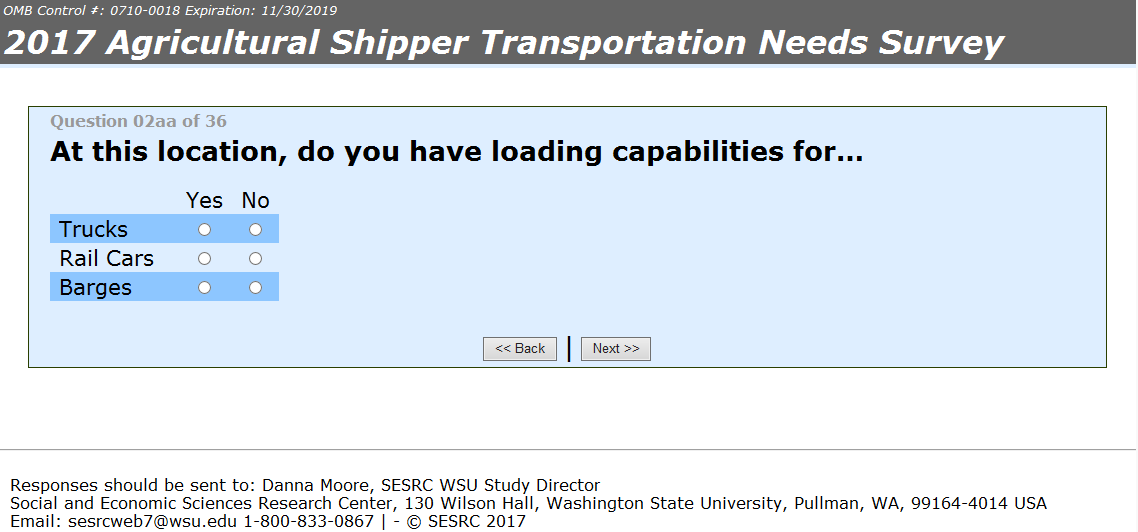 OMB Control #: 0710-0018 Expiration: 11/30/2019
2017 Agricultural Shipper Transportation Needs Survey
Question 02aa of 36
At this location, do you have loading capabilities for...
Yes No
Trucks
Rail Cars
Barges
<< Back | Next >>
Responses should be sent to: Danna Moore, SESRC WSU Study Director
Social and Economic Sciences Research Center, 130 Wilson Hall, Washington State University, Pullman, WA, 99164-4014 USA
Email: sesrcweb7@wsu.edu 1-800-833-0867 | - © SESRC 2017